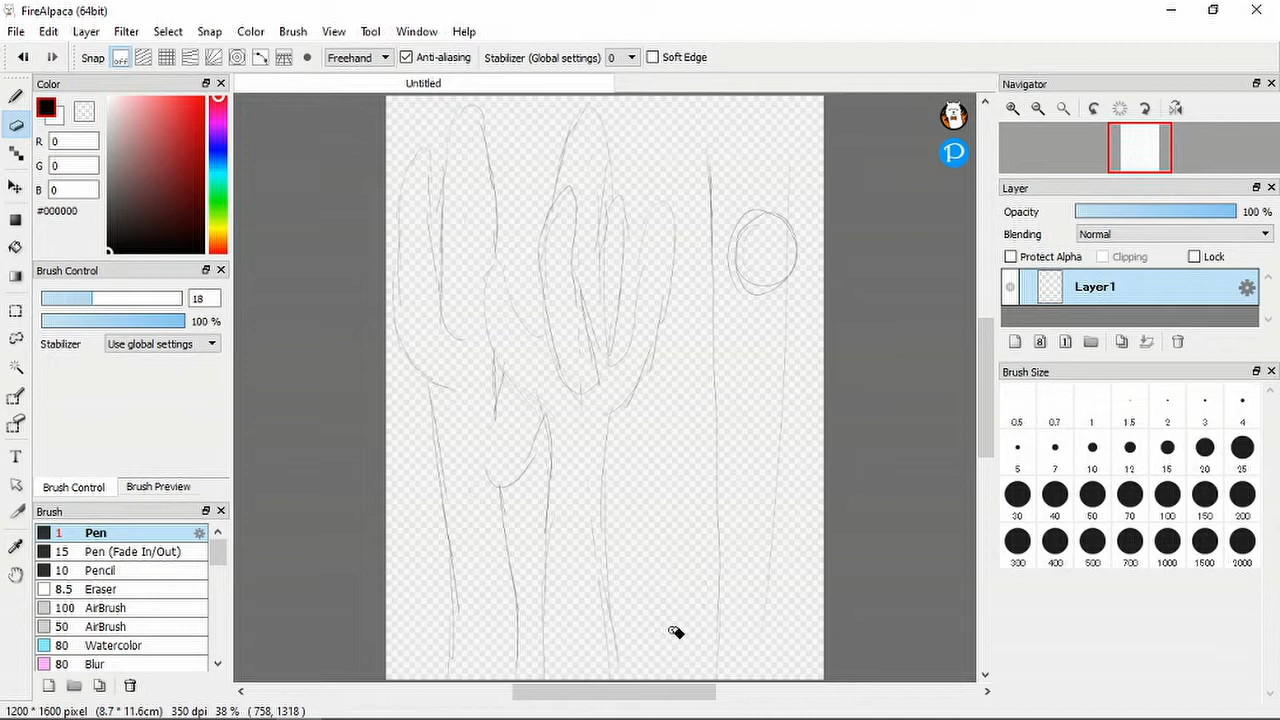 FireAlpaca (64bit)
File Edit Layer Filter Select Snap Color Brush View Tool Window Help
Snap off Freehand Anti-aliasing Stabilizer (Global settings) 0 Soft Edge
Color
Untitled
Navigator
R 0
G 0
B 0
#000000
P
Layer
Opacity 100 %
Blending Normal
Protect Alpha Clipping Lock
Layer1
Brush Control
18
100 %
Stabilizer Use global settings
Brush Size
0.5 0.7 1 1.5 2 3 4
5 7 10 12 15 20 25
30 40 50 70 100 150 200
300 400 500 700 1000 1500 2000
Brush Control Brush Preview
Brush
1 Pen
15 Pen (Fade In/Out)
10 Pencil
8.5 Eraser
100 AirBrush
50 AirBrush
80 Watercolor
80 Blur
1200 * 1600 pixel (8.7 * 11.6cm) 350 dpi 38 % ( 758, 1318 )